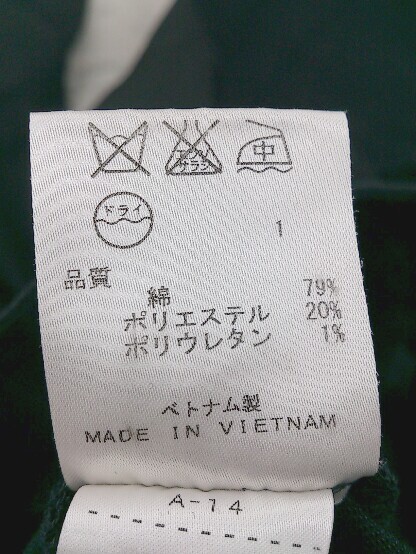 エンソ
サラシ
中
ドライ
1
品質
綿 79%
ポリエステル 20%
ポリウレタン 1%
ベトナム製
MADE IN VIETNAM
A-14